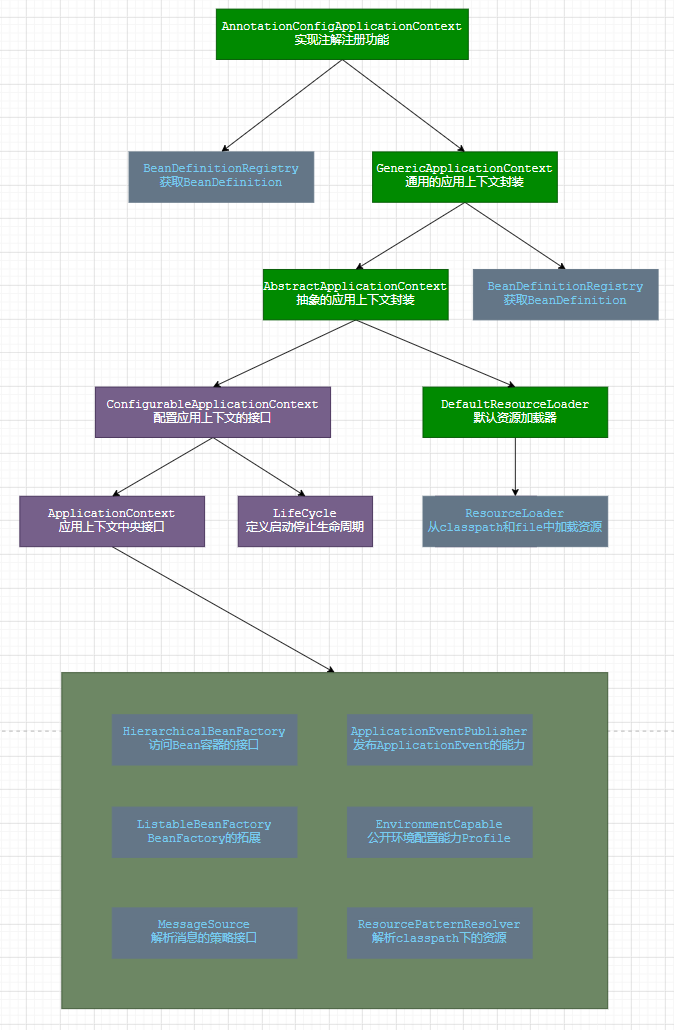 AnnotationConfigApplicationContext
实现注解注册功能
BeanDefinitionRegistry
获取BeanDefinition
GenericApplicationContext
通用的应用上下文封装
AbstractApplicationContext
抽象的应用上下文封装
BeanDefinitionRegistry
获取BeanDefinition
ConfigurableApplicationContext
配置应用上下文的接口
DefaultResourceLoader
默认资源加载器
ApplicationContext
应用上下文中央接口
LifeCycle
定义启动停止生命周期
ResourceLoader
从classpath和file中加载资源
HierarchicalBeanFactory
访问Bean容器的接口
ApplicationEventPublisher
发布ApplicationEvent的能力
ListableBeanFactory
BeanFactory的拓展
EnvironmentCapable
公开环境配置能力Profile
MessageSource
解析消息的策略接口
ResourcePatternResolver
解析classpath下的资源